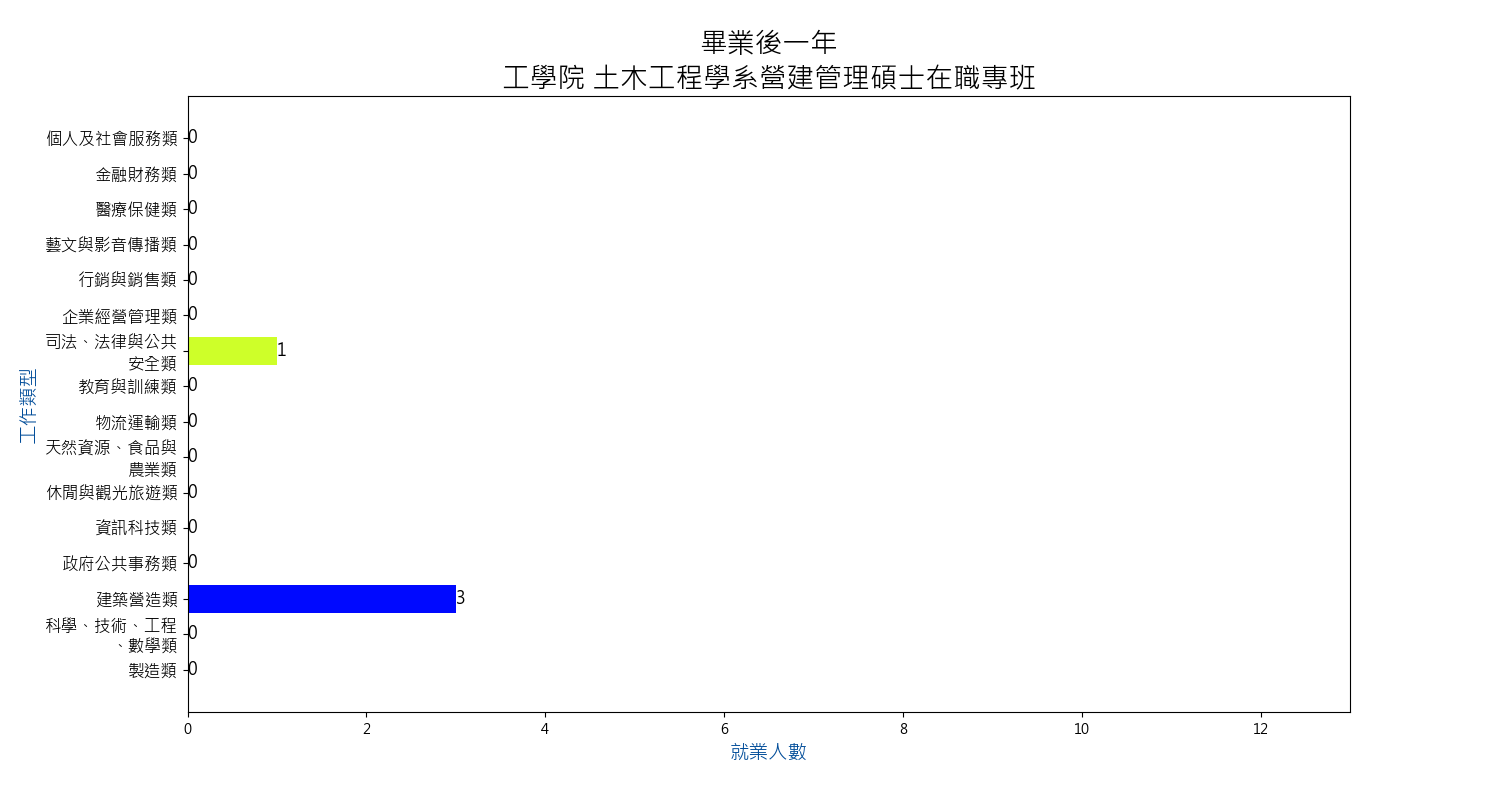 畢業後一年
工學院 土木工程學系營建管理碩士在職專班
個人及社會服務類 0
金融財務類 0
醫療保健類 0
藝文與影音傳播類 0
行銷與銷售類 0
企業經營管理類 0
司法、法律與公共
安全類 1
教育與訓練類 0
物流運輸類 0
天然資源、食品與
農業類 0
休閒與觀光旅遊類 0
資訊科技類 0
政府公共事務類 0
建築營造類 3
科學、技術、工程
、數學類 0
製造類 0
工作類型
0 2 4 6 8 10 12
就業人數